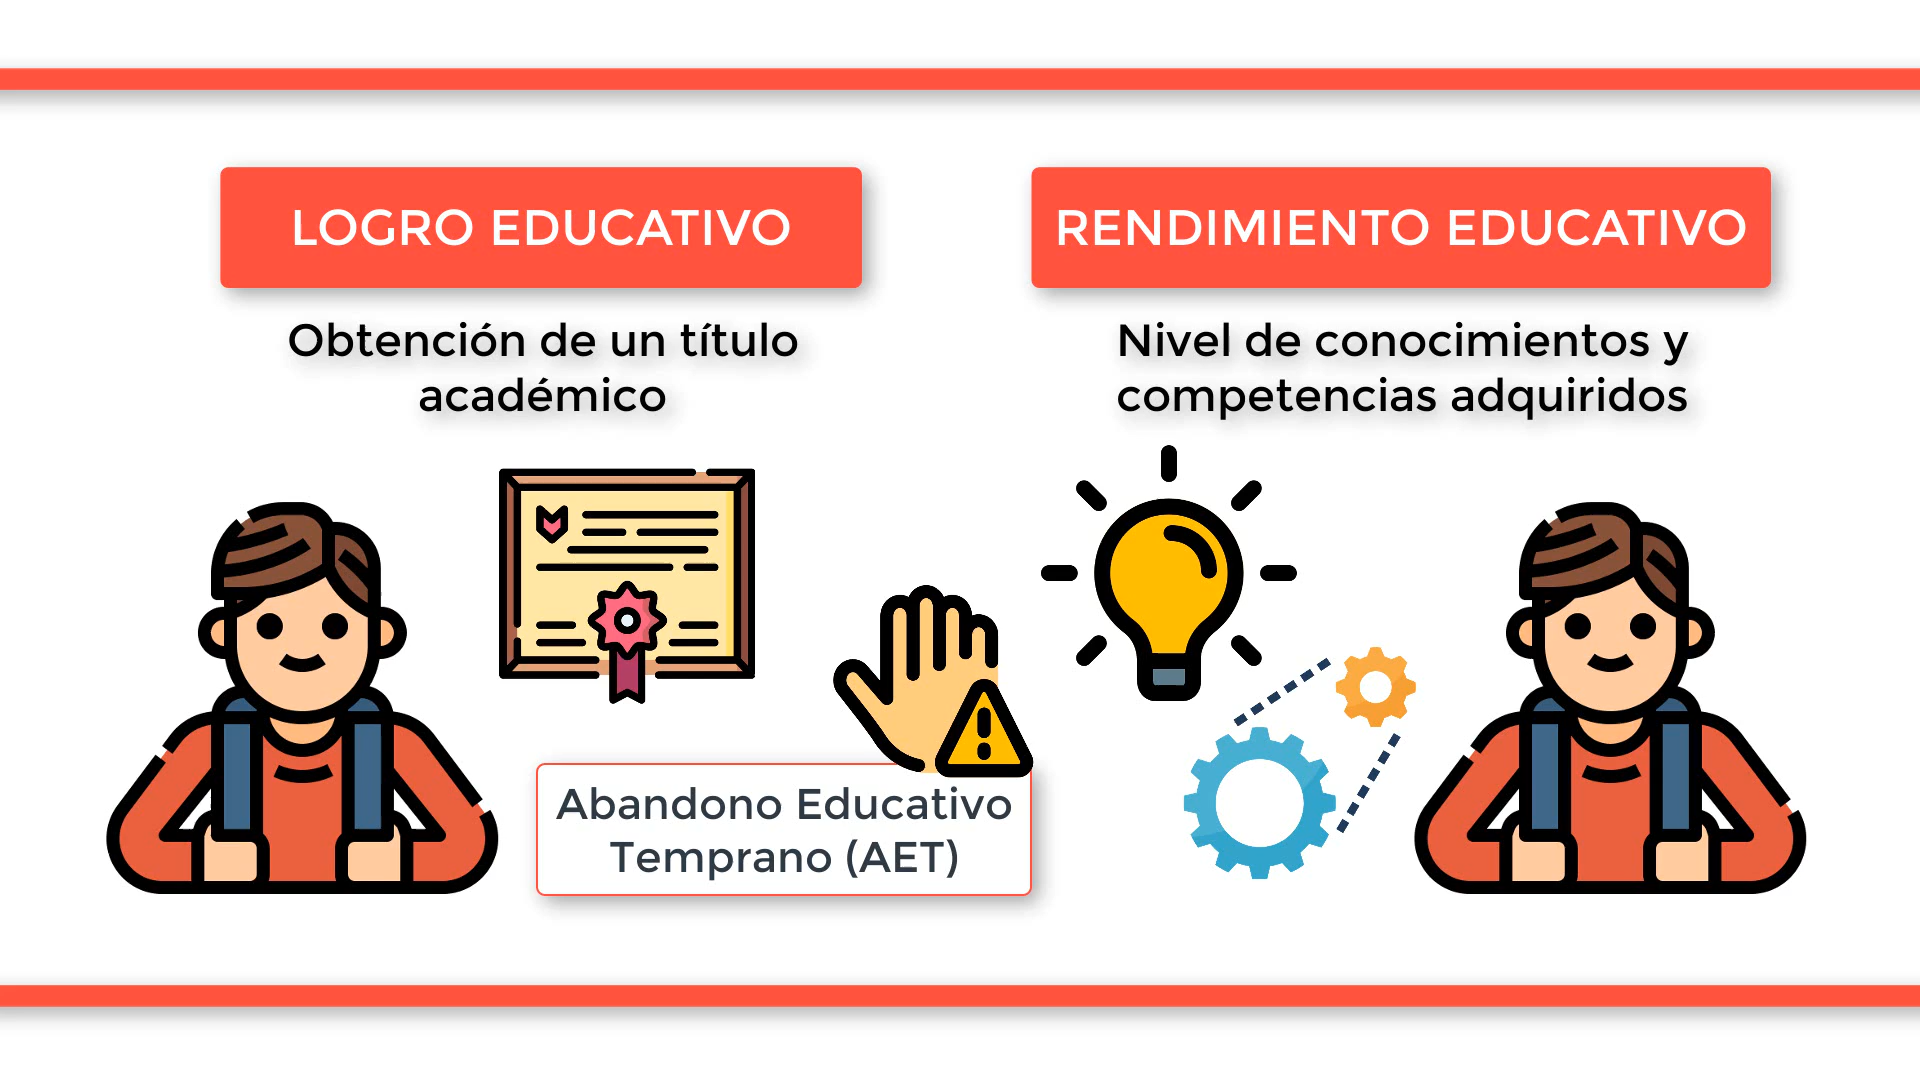 LOGRO EDUCATIVO
Obtención de un título
académico
Abandono Educativo
Temprano (AET)
RENDIMIENTO EDUCATIVO
Nivel de conocimientos y
competencias adquiridos